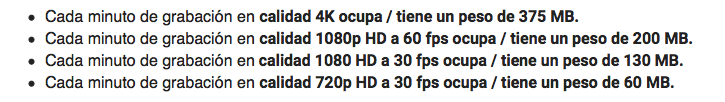 • Cada minuto de grabación en calidad 4K ocupa / tiene un peso de 375 MB.
• Cada minuto de grabación en calidad 1080p HD a 60 fps ocupa / tiene un peso de 200 MB.
• Cada minuto de grabación en calidad 1080 HD a 30 fps ocupa / tiene un peso de 130 MB.
• Cada minuto de grabación en calidad 720p HD a 30 fps ocupa / tiene un peso de 60 MB.